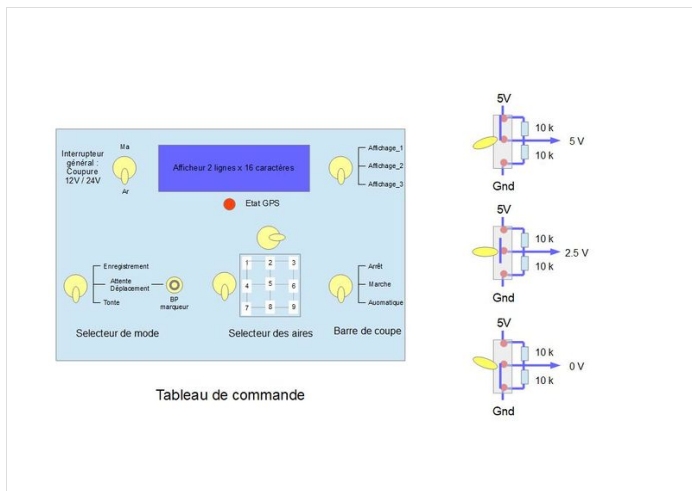 Ma
Interrupteur
général :
Coupure
12V / 24V
Ar
Afficheur 2 lignes x 16 caractères
Affichage_1
Affichage_2
Affichage_3
Etat GPS
Enregistrement
Attente
Déplacement
Tonte
BP
marqueur
Selecteur de mode
1 2 3
4 5 6
7 8 9
Selecteur des aires
Arrêt
Marche
Auomatique
Barre de coupe
Tableau de commande
5V
10 k
10 k
5 V
Gnd
5V
10 k
10 k
2.5 V
Gnd
5V
10 k
10 k
0 V
Gnd